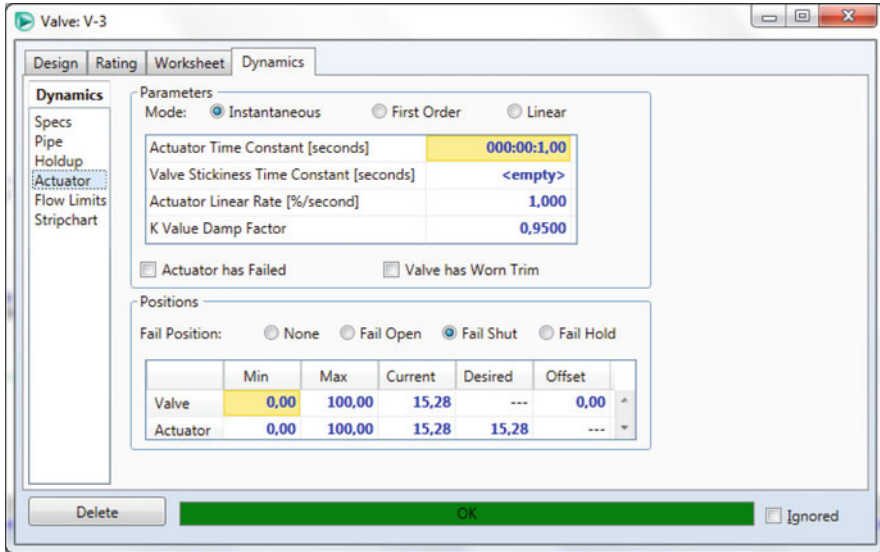 Valve: V-3
Design Rating Worksheet Dynamics
Dynamics
Specs
Pipe
Holdup
Actuator
Flow Limits
Stripchart
Parameters
Mode: Instantaneous First Order Linear
Actuator Time Constant [seconds] 000:00:1,00
Valve Stickiness Time Constant [seconds] <empty>
Actuator Linear Rate [%/second] 1,000
K Value Damp Factor 0,9500
Actuator has Failed Valve has Worn Trim
Positions
Fail Position: None Fail Open Fail Shut Fail Hold
Min Max Current Desired Offset
Valve 0,00 100,00 15,28 --- 0,00
Actuator 0,00 100,00 15,28 15,28 ---
Delete OK Ignored